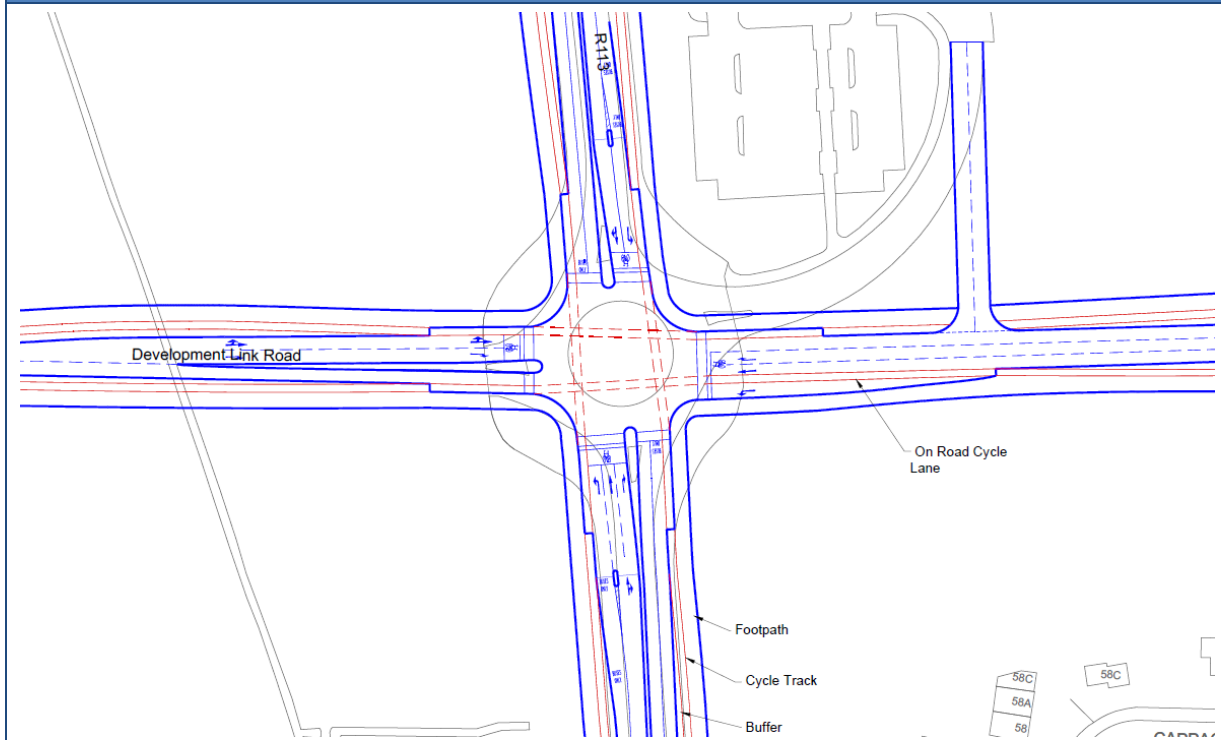 R113
Development Link Road
On Road Cycle
Lane
Footpath
Cycle Track
Buffer
58C
58C
58A
58